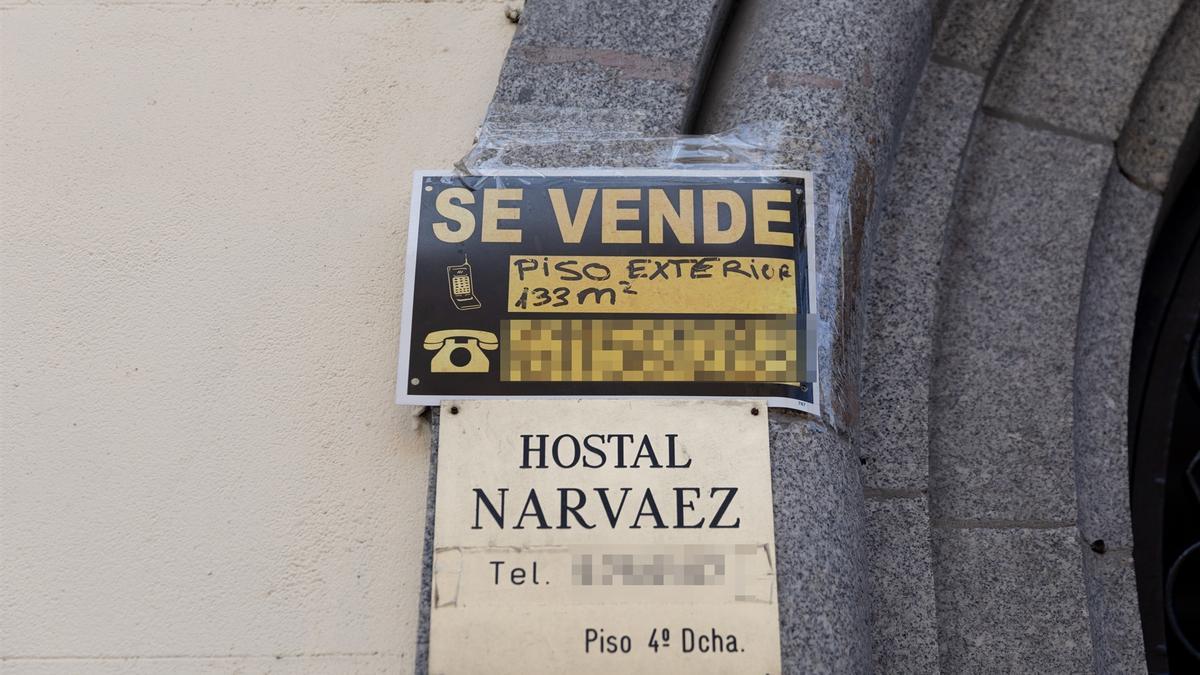 SE VENDE
PISO EXTERIOR
133 m²
HOSTAL
NARVAEZ
Tel.
Piso 4º Dcha.